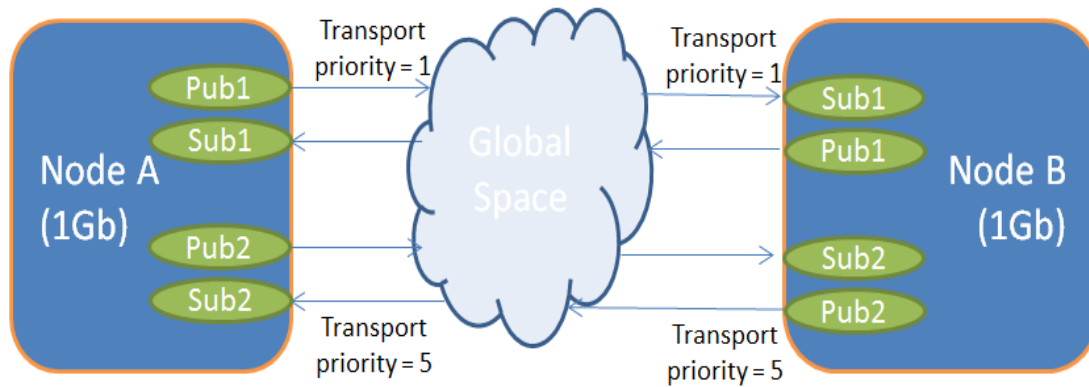 Transport
priority = 1
Pub1
Sub1
Node A
(1Gb)
Pub2
Sub2
Transport
priority = 5
Global
Space
Transport
priority = 1
Sub1
Pub1
Node B
(1Gb)
Sub2
Pub2
Transport
priority = 5